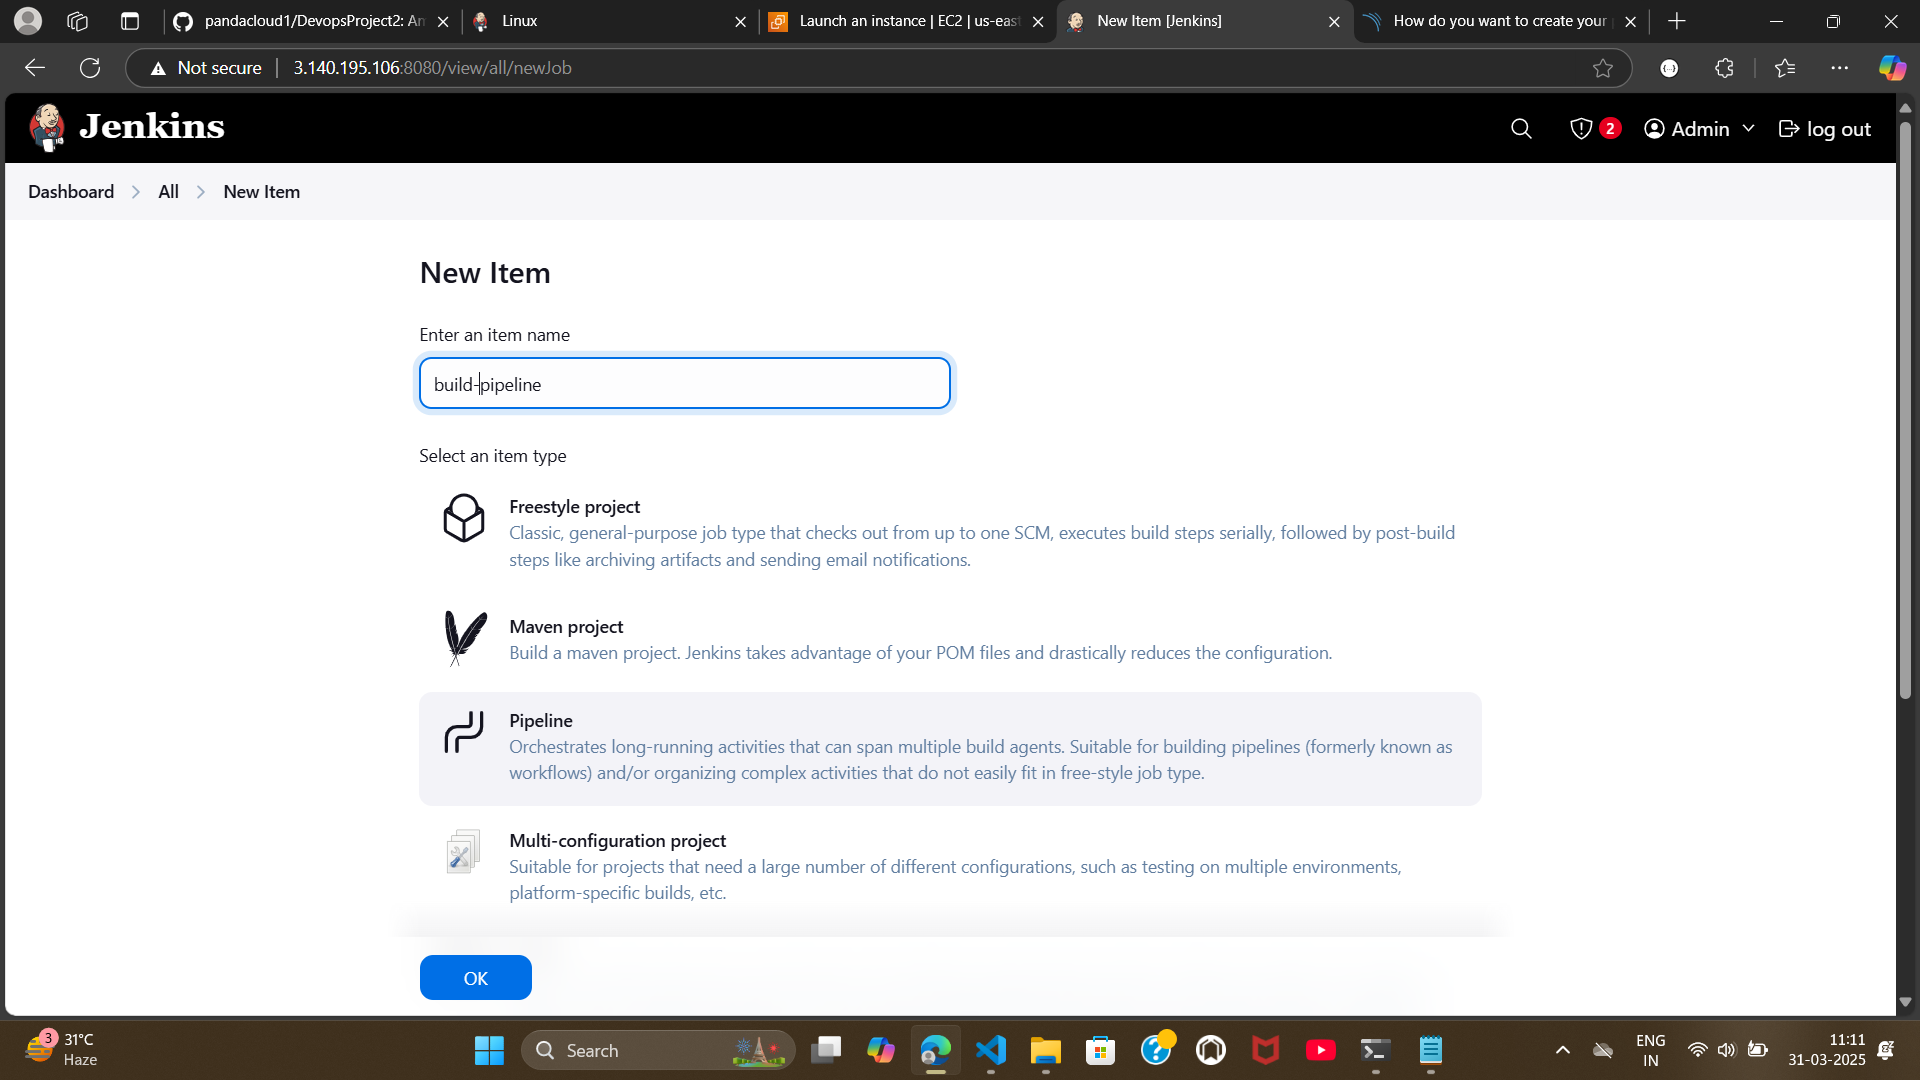 pandacloud1/DevopsProject2: An
Linux
Launch an instance | EC2 | us-east
New Item [Jenkins]
How do you want to create your p
Not secure
3.140.195.106:8080/view/all/newJob
Jenkins
2
Admin
log out
Dashboard
All
New Item
New Item
Enter an item name
build-pipeline
Select an item type
Freestyle project
Classic, general-purpose job type that checks out from up to one SCM, executes build steps serially, followed by post-build
steps like archiving artifacts and sending email notifications.
Maven project
Build a maven project. Jenkins takes advantage of your POM files and drastically reduces the configuration.
Pipeline
Orchestrates long-running activities that can span multiple build agents. Suitable for building pipelines (formerly known as
workflows) and/or organizing complex activities that do not easily fit in free-style job type.
Multi-configuration project
Suitable for projects that need a large number of different configurations, such as testing on multiple environments,
platform-specific builds, etc.
OK
3
31°C
Haze
Search
ENG
IN
11:11
31-03-2025